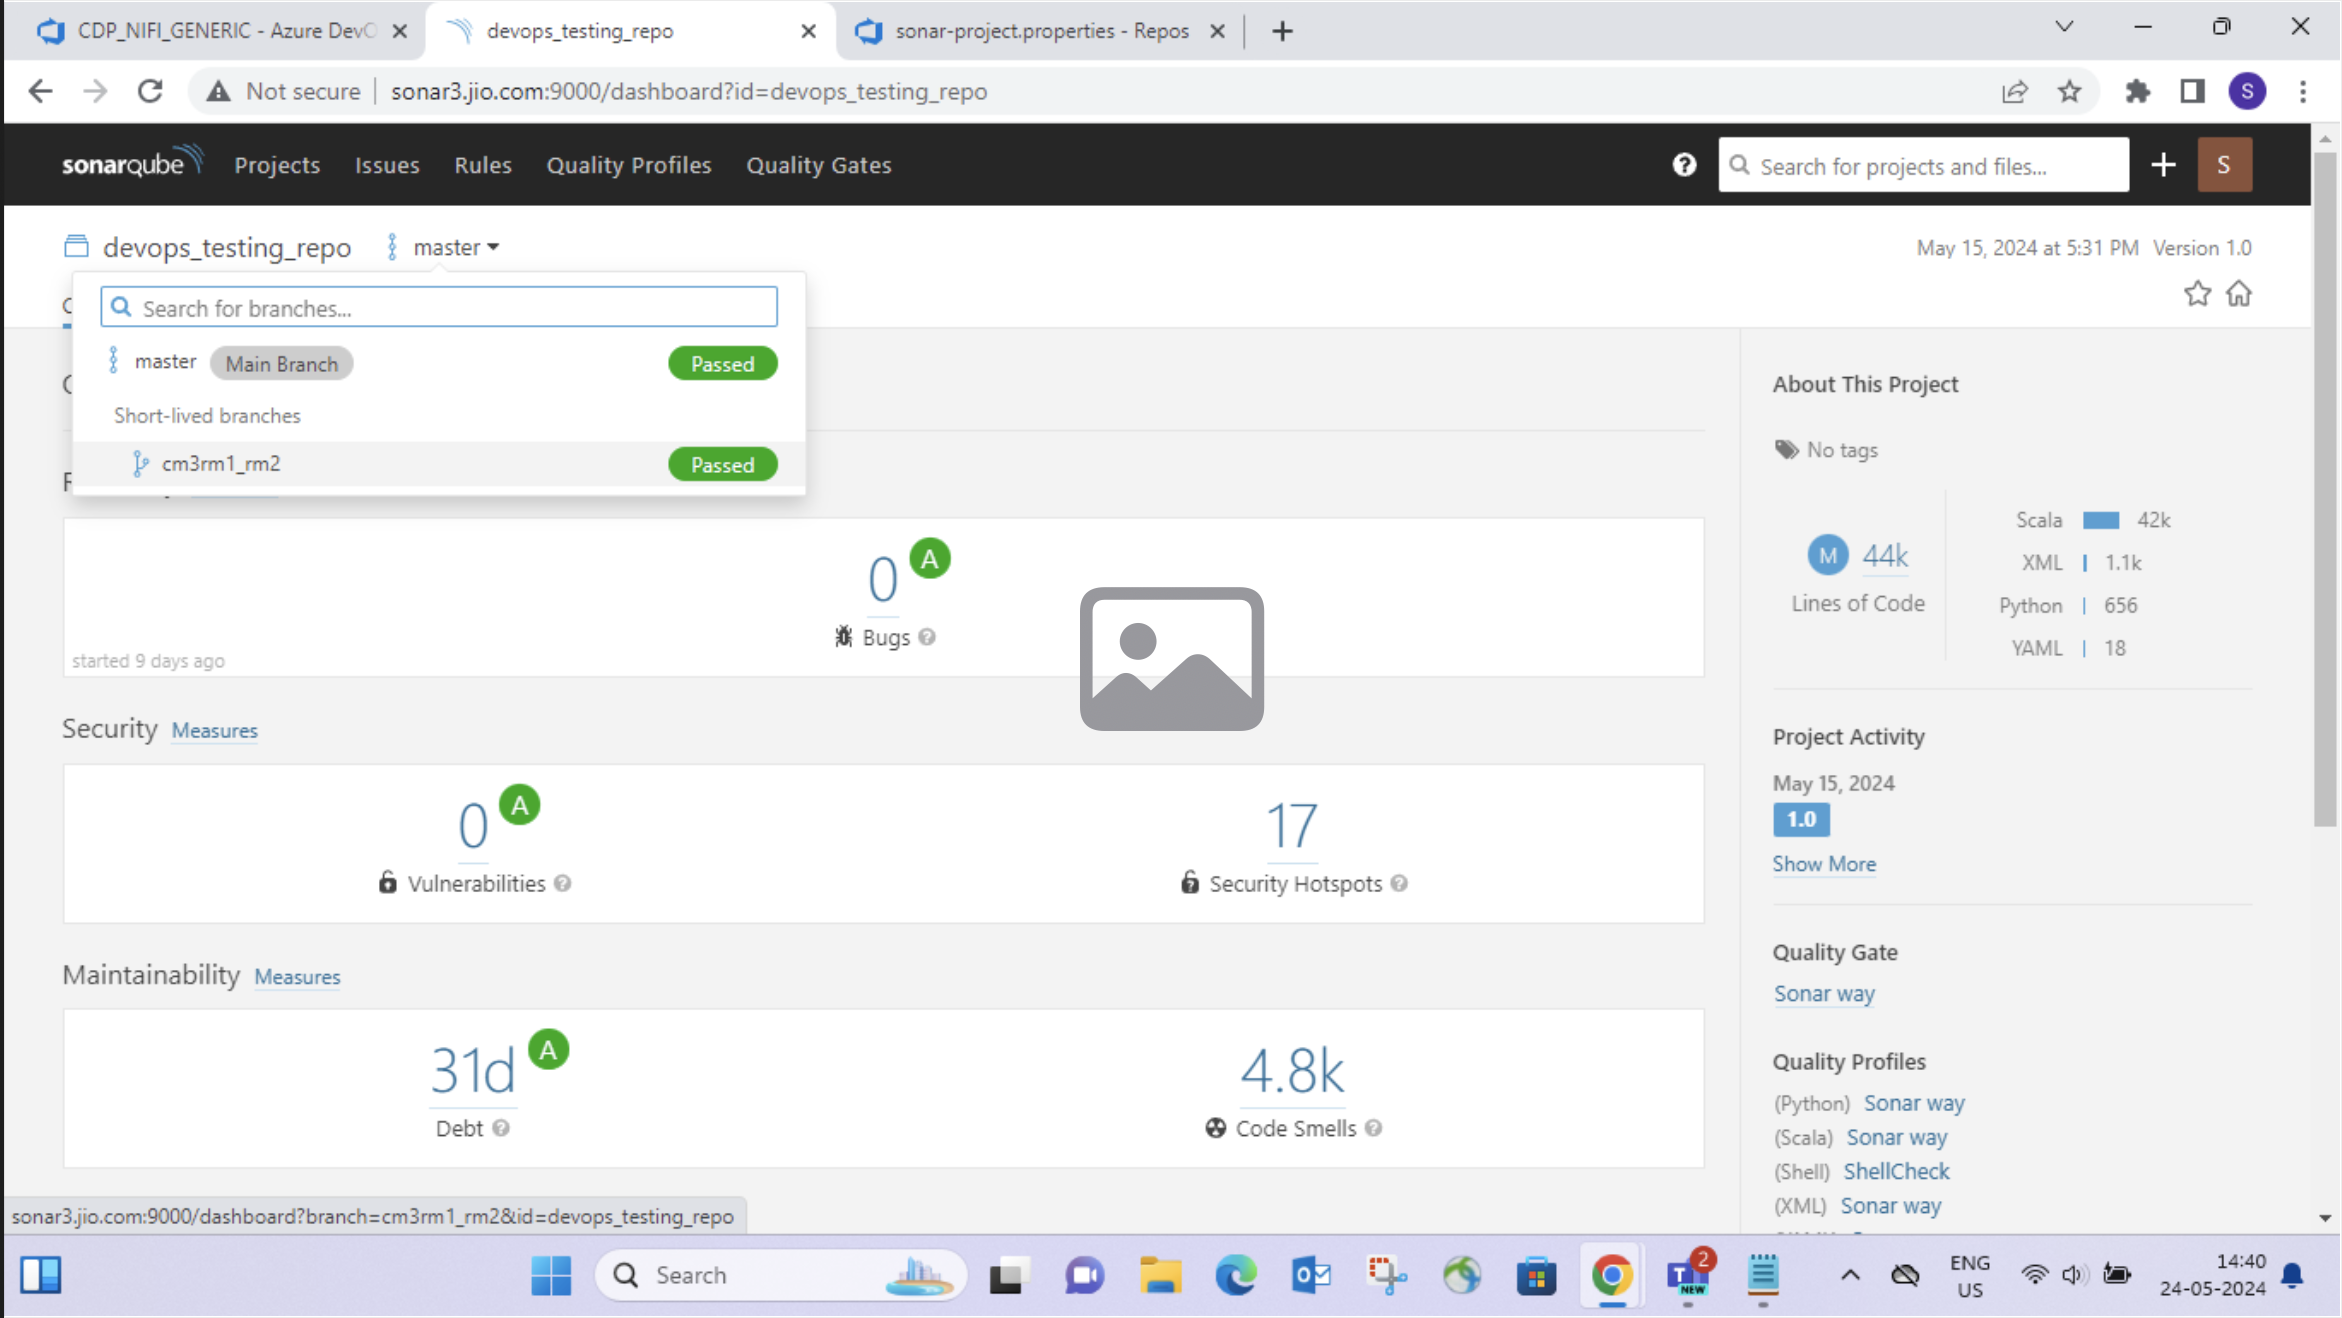 CDP_NIFI_GENERIC - Azure DevO
devops_testing_repo
sonar-project.properties - Repos
Not secure
sonar3.jio.com:9000/dashboard?id=devops_testing_repo
S
sonarqube
Projects
Issues
Rules
Quality Profiles
Quality Gates
Search for projects and files...
S
devops_testing_repo
master
May 15, 2024 at 5:31 PM
Version 1.0
Search for branches...
master
Main Branch
Passed
Short-lived branches
cm3rm1_rm2
Passed
0
A
Bugs
started 9 days ago
Security
Measures
0
A
Vulnerabilities
17
Security Hotspots
Maintainability
Measures
31d
A
Debt
4.8k
Code Smells
About This Project
No tags
M
44k
Lines of Code
Scala
42k
XML
1.1k
Python
656
YAML
18
Project Activity
May 15, 2024
1.0
Show More
Quality Gate
Sonar way
Quality Profiles
(Python) Sonar way
(Scala) Sonar way
(Shell) ShellCheck
(XML) Sonar way
sonar3.jio.com:9000/dashboard?branch=cm3rm1_rm2&id=devops_testing_repo
Search
2
NEW
ENG
US
14:40
24-05-2024